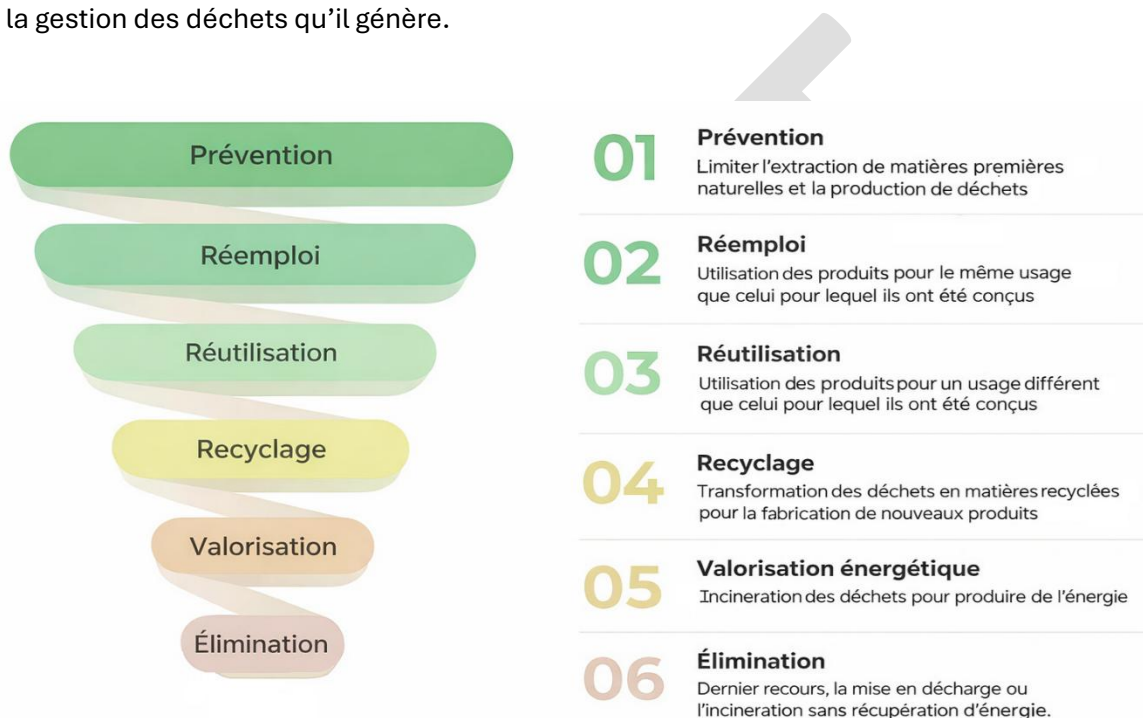 la gestion des déchets qu’il génère.
Prévention
Réemploi
Réutilisation
Recyclage
Valorisation
Élimination
01
Prévention
Limiter l’extraction de matières premières
naturelles et la production de déchets
02
Réemploi
Utilisation des produits pour le même usage
que celui pour lequel ils ont été conçus
03
Réutilisation
Utilisation des produits pour un usage différent
que celui pour lequel ils ont été conçus
04
Recyclage
Transformation des déchets en matières recyclées
pour la fabrication de nouveaux produits
05
Valorisation énergétique
Incineration des déchets pour produire de l’énergie
06
Élimination
Dernier recours, la mise en décharge ou
l’incineration sans récupération d’énergie.